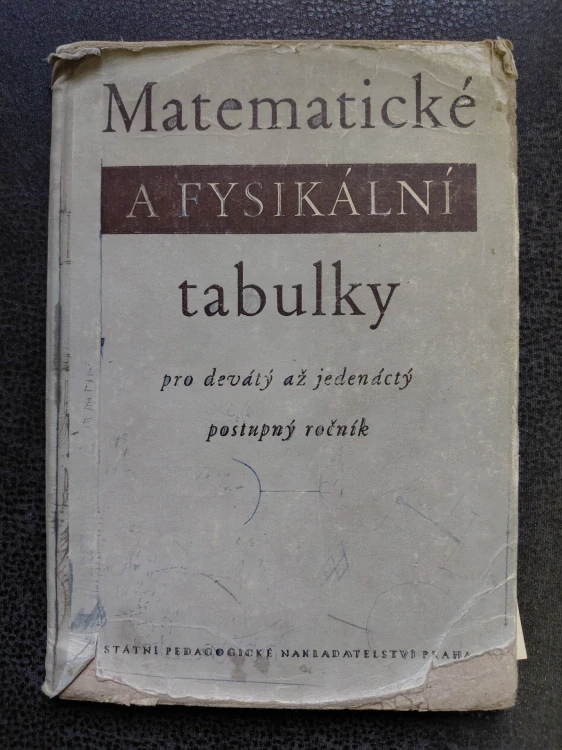 Matematické
A FYSIKÁLNÍ
tabulky
pro devátý až jedenáctý
postupný ročník
STÁTNÍ PEDAGOGICKÉ NAKLADATELSTVÍ PRAHA